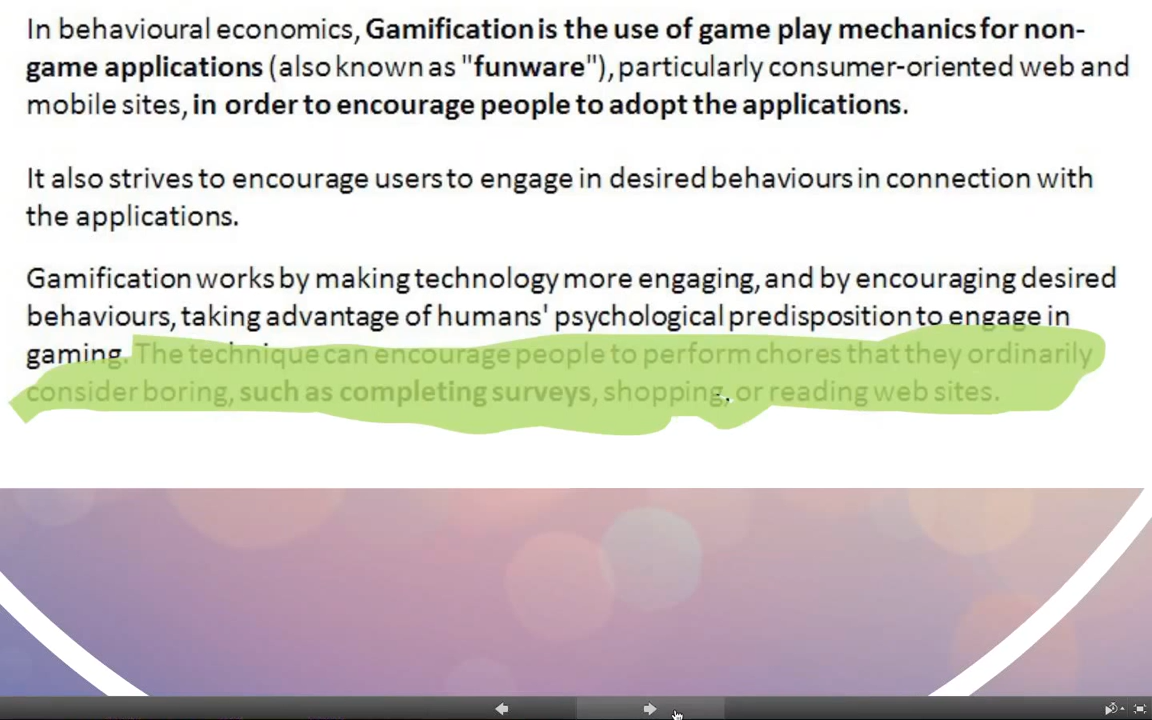 In behavioural economics, Gamification is the use of game play mechanics for non-
game applications (also known as "funware"), particularly consumer-oriented web and
mobile sites, in order to encourage people to adopt the applications.
It also strives to encourage users to engage in desired behaviours in connection with
the applications.
Gamification works by making technology more engaging, and by encouraging desired
behaviours, taking advantage of humans' psychological predisposition to engage in
gaming. The technique can encourage people to perform chores that they ordinarily
consider boring, such as completing surveys, shopping, or reading web sites.